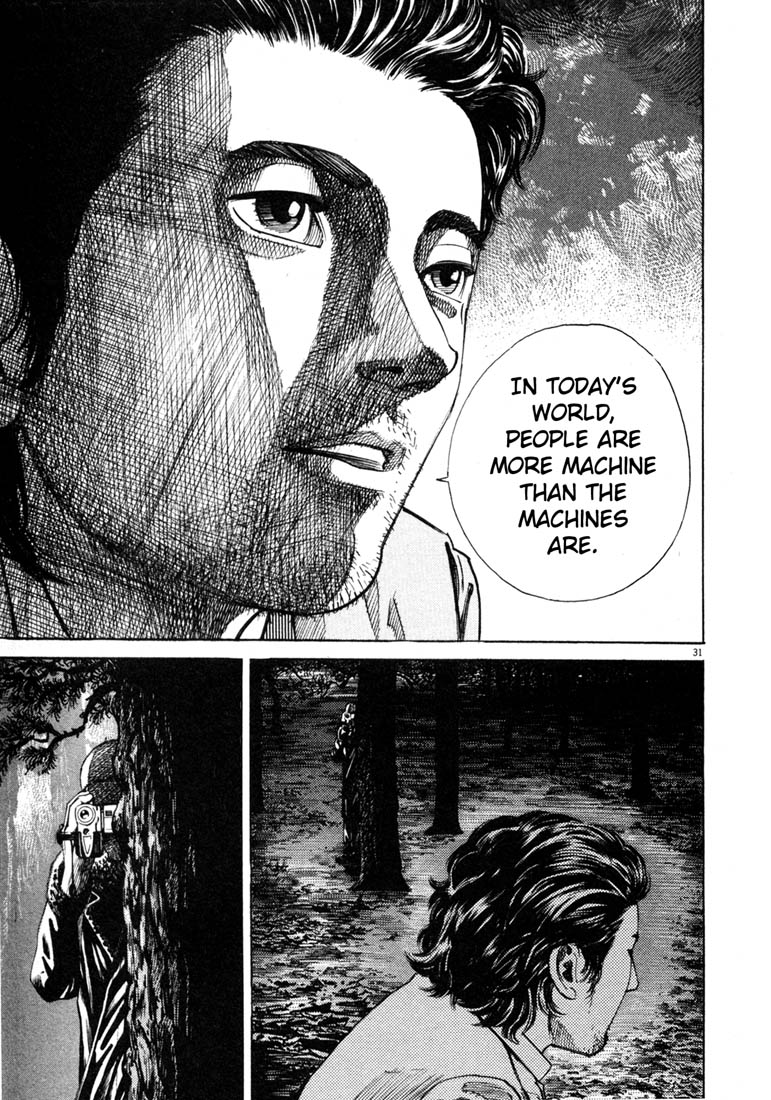 IN TODAY'S
WORLD,
PEOPLE ARE
MORE MACHINE
THAN THE
MACHINES
ARE.
31